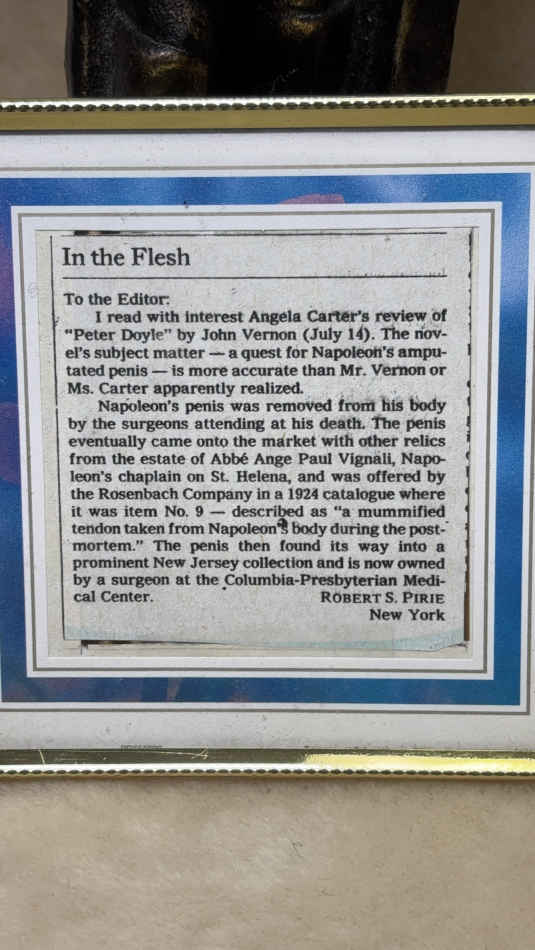 In the Flesh
To the Editor:
I read with interest Angela Carter's review of
"Peter Doyle" by John Vernon (July 14). The nov-
el's subject matter — a quest for Napoleon's ampu-
tated penis — is more accurate than Mr. Vernon or
Ms. Carter apparently realized.
Napoleon's penis was removed from his body
by the surgeons attending at his death. The penis
eventually came onto the market with other relics
from the estate of Abbé Ange Paul Vignali, Napo-
leon's chaplain on St. Helena, and was offered by
the Rosenbach Company in a 1924 catalogue where
it was item No. 9 — described as "a mummified
tendon taken from Napoleon's body during the post-
mortem." The penis then found its way into a
prominent New Jersey collection and is now owned
by a surgeon at the Columbia-Presbyterian Medi-
cal Center. ROBERT S. PIRIE
New York